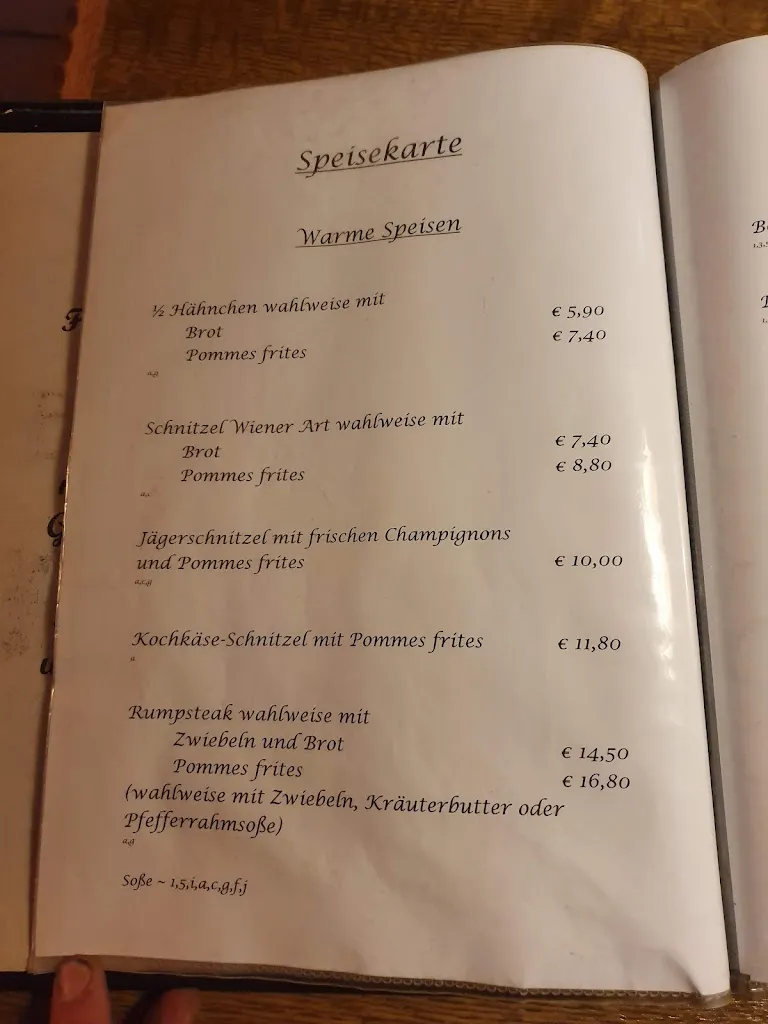 Speisekarte
Warme Speisen
½ Hähnchen wahlweise mit
Brot € 5,90
Pommes frites € 7,40
a,g
Schnitzel Wiener Art wahlweise mit
Brot € 7,40
Pommes frites € 8,80
a,c
Jägerschnitzel mit frischen Champignons
und Pommes frites € 10,00
a,c,g
Kochkäse-Schnitzel mit Pommes frites € 11,80
a
Rumpsteak wahlweise mit
Zwiebeln und Brot € 14,50
Pommes frites € 16,80
(wahlweise mit Zwiebeln, Kräuterbutter oder
Pfefferrahmsoße)
a,g
Soße ~ 1,5,i,a,c,g,f,j